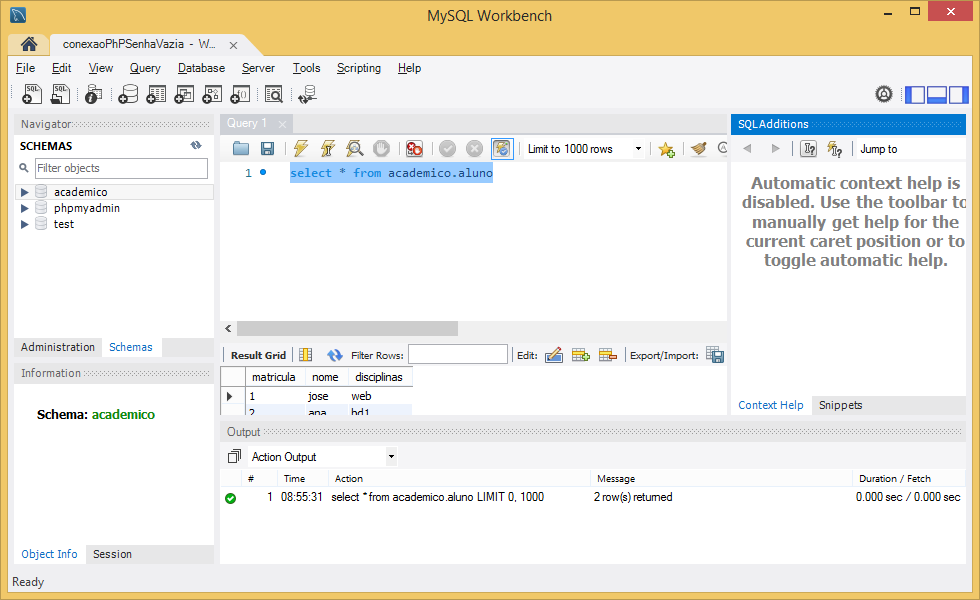 MySQL Workbench
conexaoPhPSenhaVazia - W...
File Edit View Query Database Server Tools Scripting Help
Navigator
SCHEMAS
Filter objects
academico
phpmyadmin
test
Administration Schemas
Information
Schema: academico
Object Info Session
Query 1
Limit to 1000 rows
1 select * from academico.aluno
Result Grid Filter Rows: Edit: Export/Import:
matricula nome disciplinas
1 jose web
2 ana bd1
SQLAdditions
Jump to
Automatic context help is
disabled. Use the toolbar to
manually get help for the
current caret position or to
toggle automatic help.
Context Help Snippets
Output
Action Output
# Time Action Message Duration / Fetch
1 08:55:31 select * from academico.aluno LIMIT 0, 1000 2 row(s) returned 0.000 sec / 0.000 sec
Ready